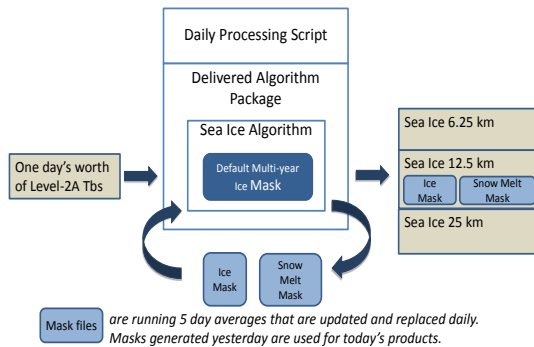 Daily Processing Script
Delivered Algorithm
Package
Sea Ice Algorithm
Default Multi-year
Ice Mask
One day's worth
of Level-2A Tbs
Sea Ice 6.25 km
Sea Ice 12.5 km
Ice
Mask
Snow Melt
Mask
Sea Ice 25 km
Ice
Mask
Snow
Melt
Mask
Mask files
are running 5 day averages that are updated and replaced daily.
Masks generated yesterday are used for today's products.